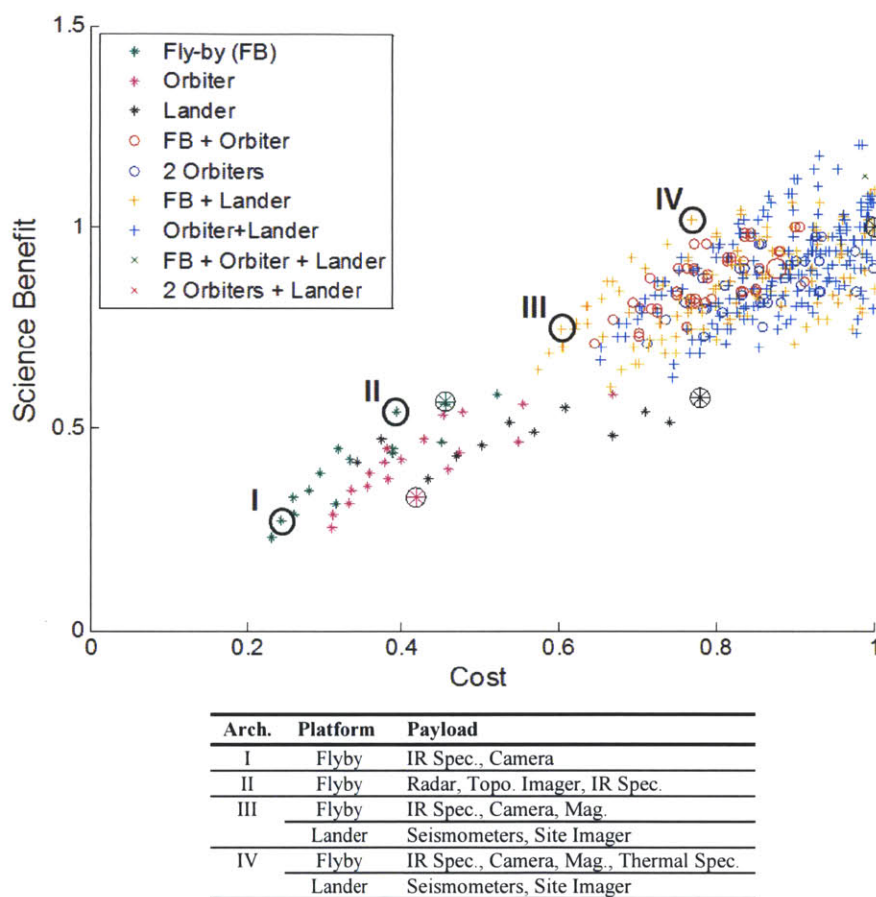 1.5
Fly-by (FB)
Orbiter
Lander
FB + Orbiter
2 Orbiters
FB + Lander
Orbiter+Lander
FB + Orbiter + Lander
2 Orbiters + Lander
IV
1
III
II
0.5
I
0
Science Benefit
0 0.2 0.4 0.6 0.8 1
Cost
Arch. Platform Payload
I Flyby IR Spec., Camera
II Flyby Radar, Topo. Imager, IR Spec.
III Flyby IR Spec., Camera, Mag.
Lander Seismometers, Site Imager
IV Flyby IR Spec., Camera, Mag., Thermal Spec.
Lander Seismometers, Site Imager